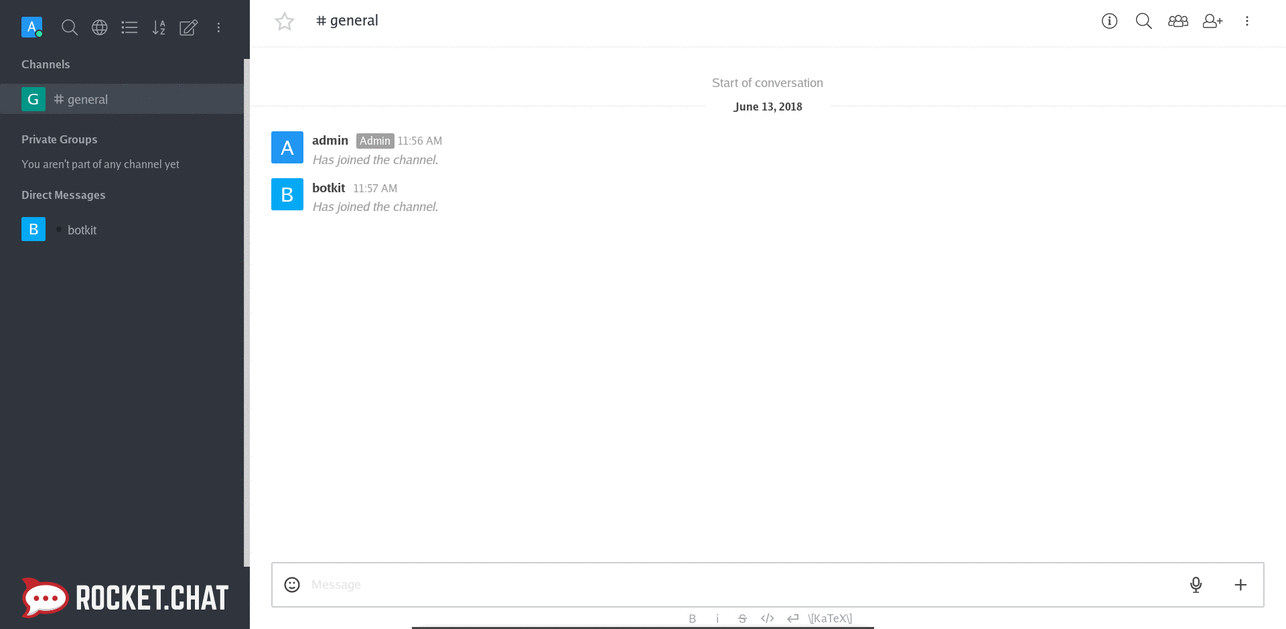 A
# general
Channels
G # general
Private Groups
You aren't part of any channel yet
Direct Messages
B botkit
ROCKET.CHAT
Start of conversation
June 13, 2018
A admin Admin 11:56 AM
Has joined the channel.
B botkit 11:57 AM
Has joined the channel.
Message
B i S </> \[KaTeX\]